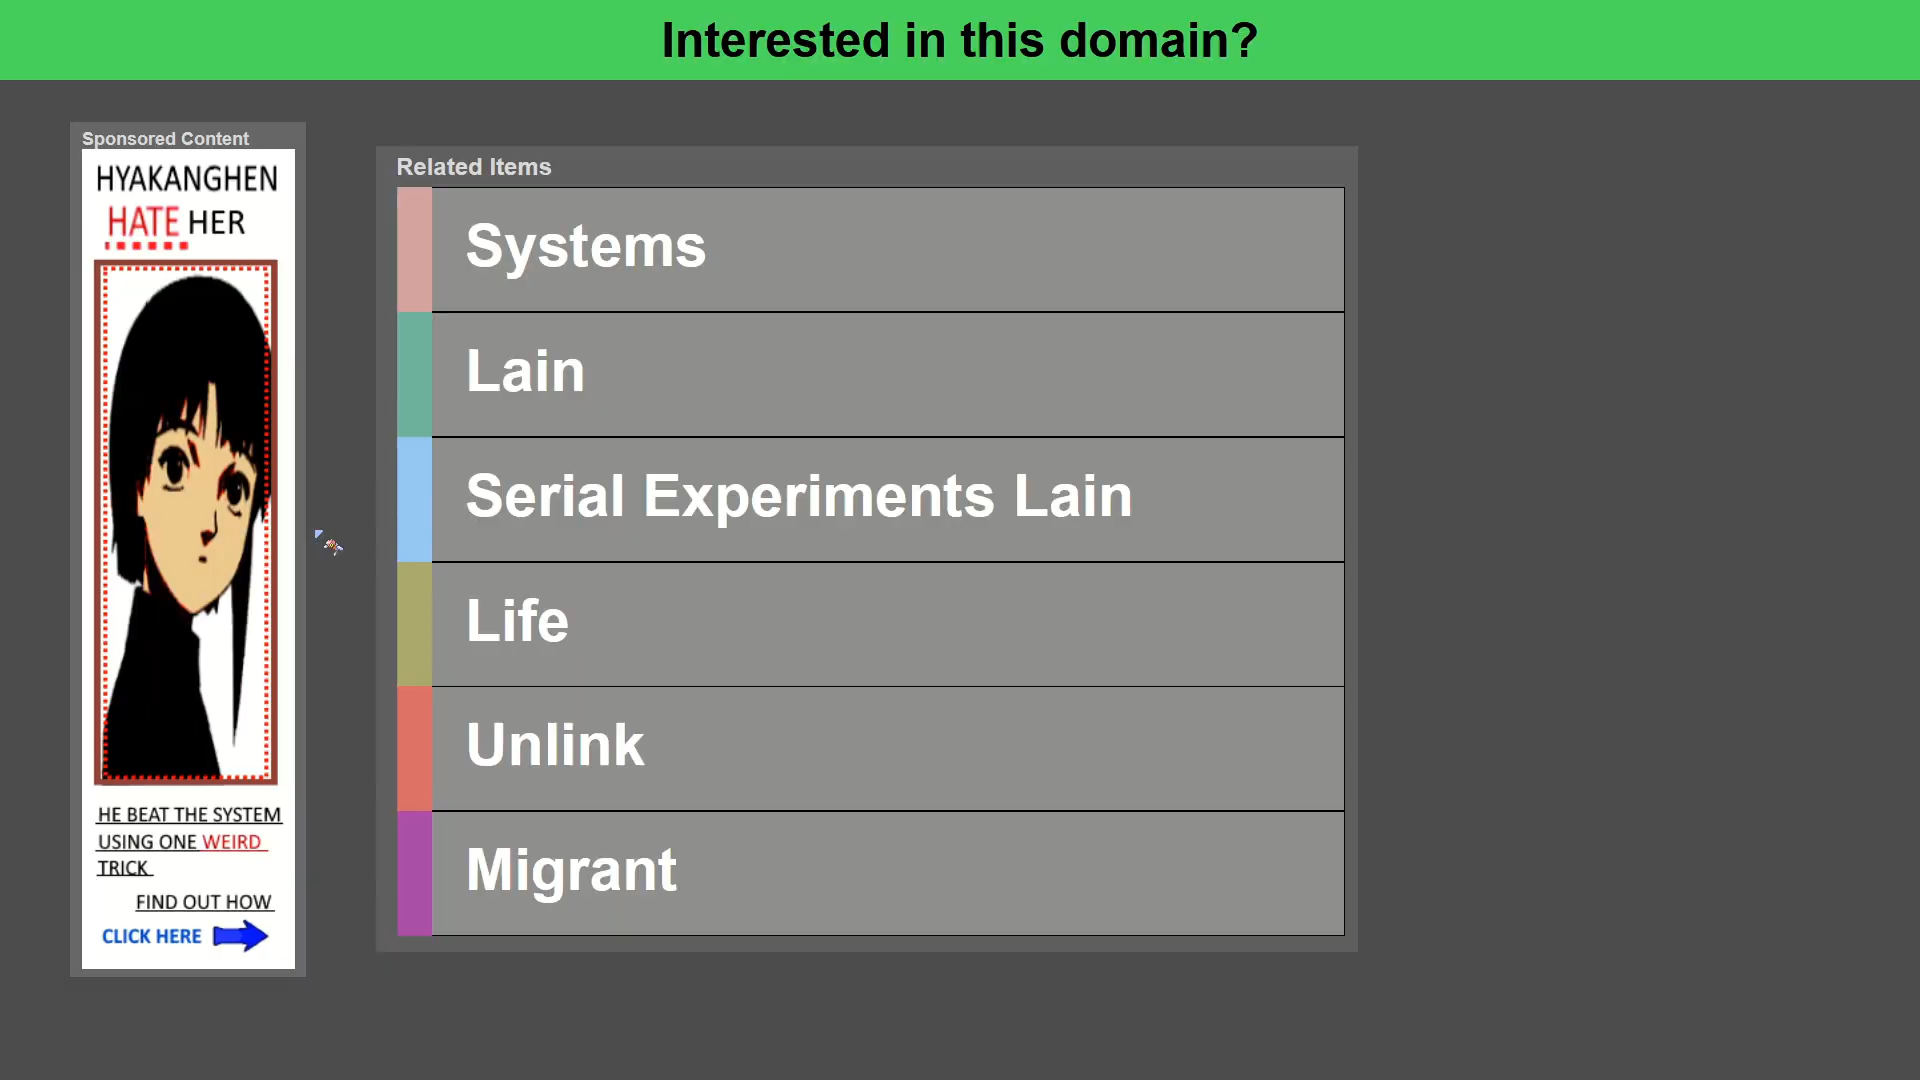 Interested in this domain?
Sponsored Content
HYAKANGHEN
HATE HER
HE BEAT THE SYSTEM
USING ONE WEIRD
TRICK
FIND OUT HOW
CLICK HERE
Related Items
Systems
Lain
Serial Experiments Lain
Life
Unlink
Migrant